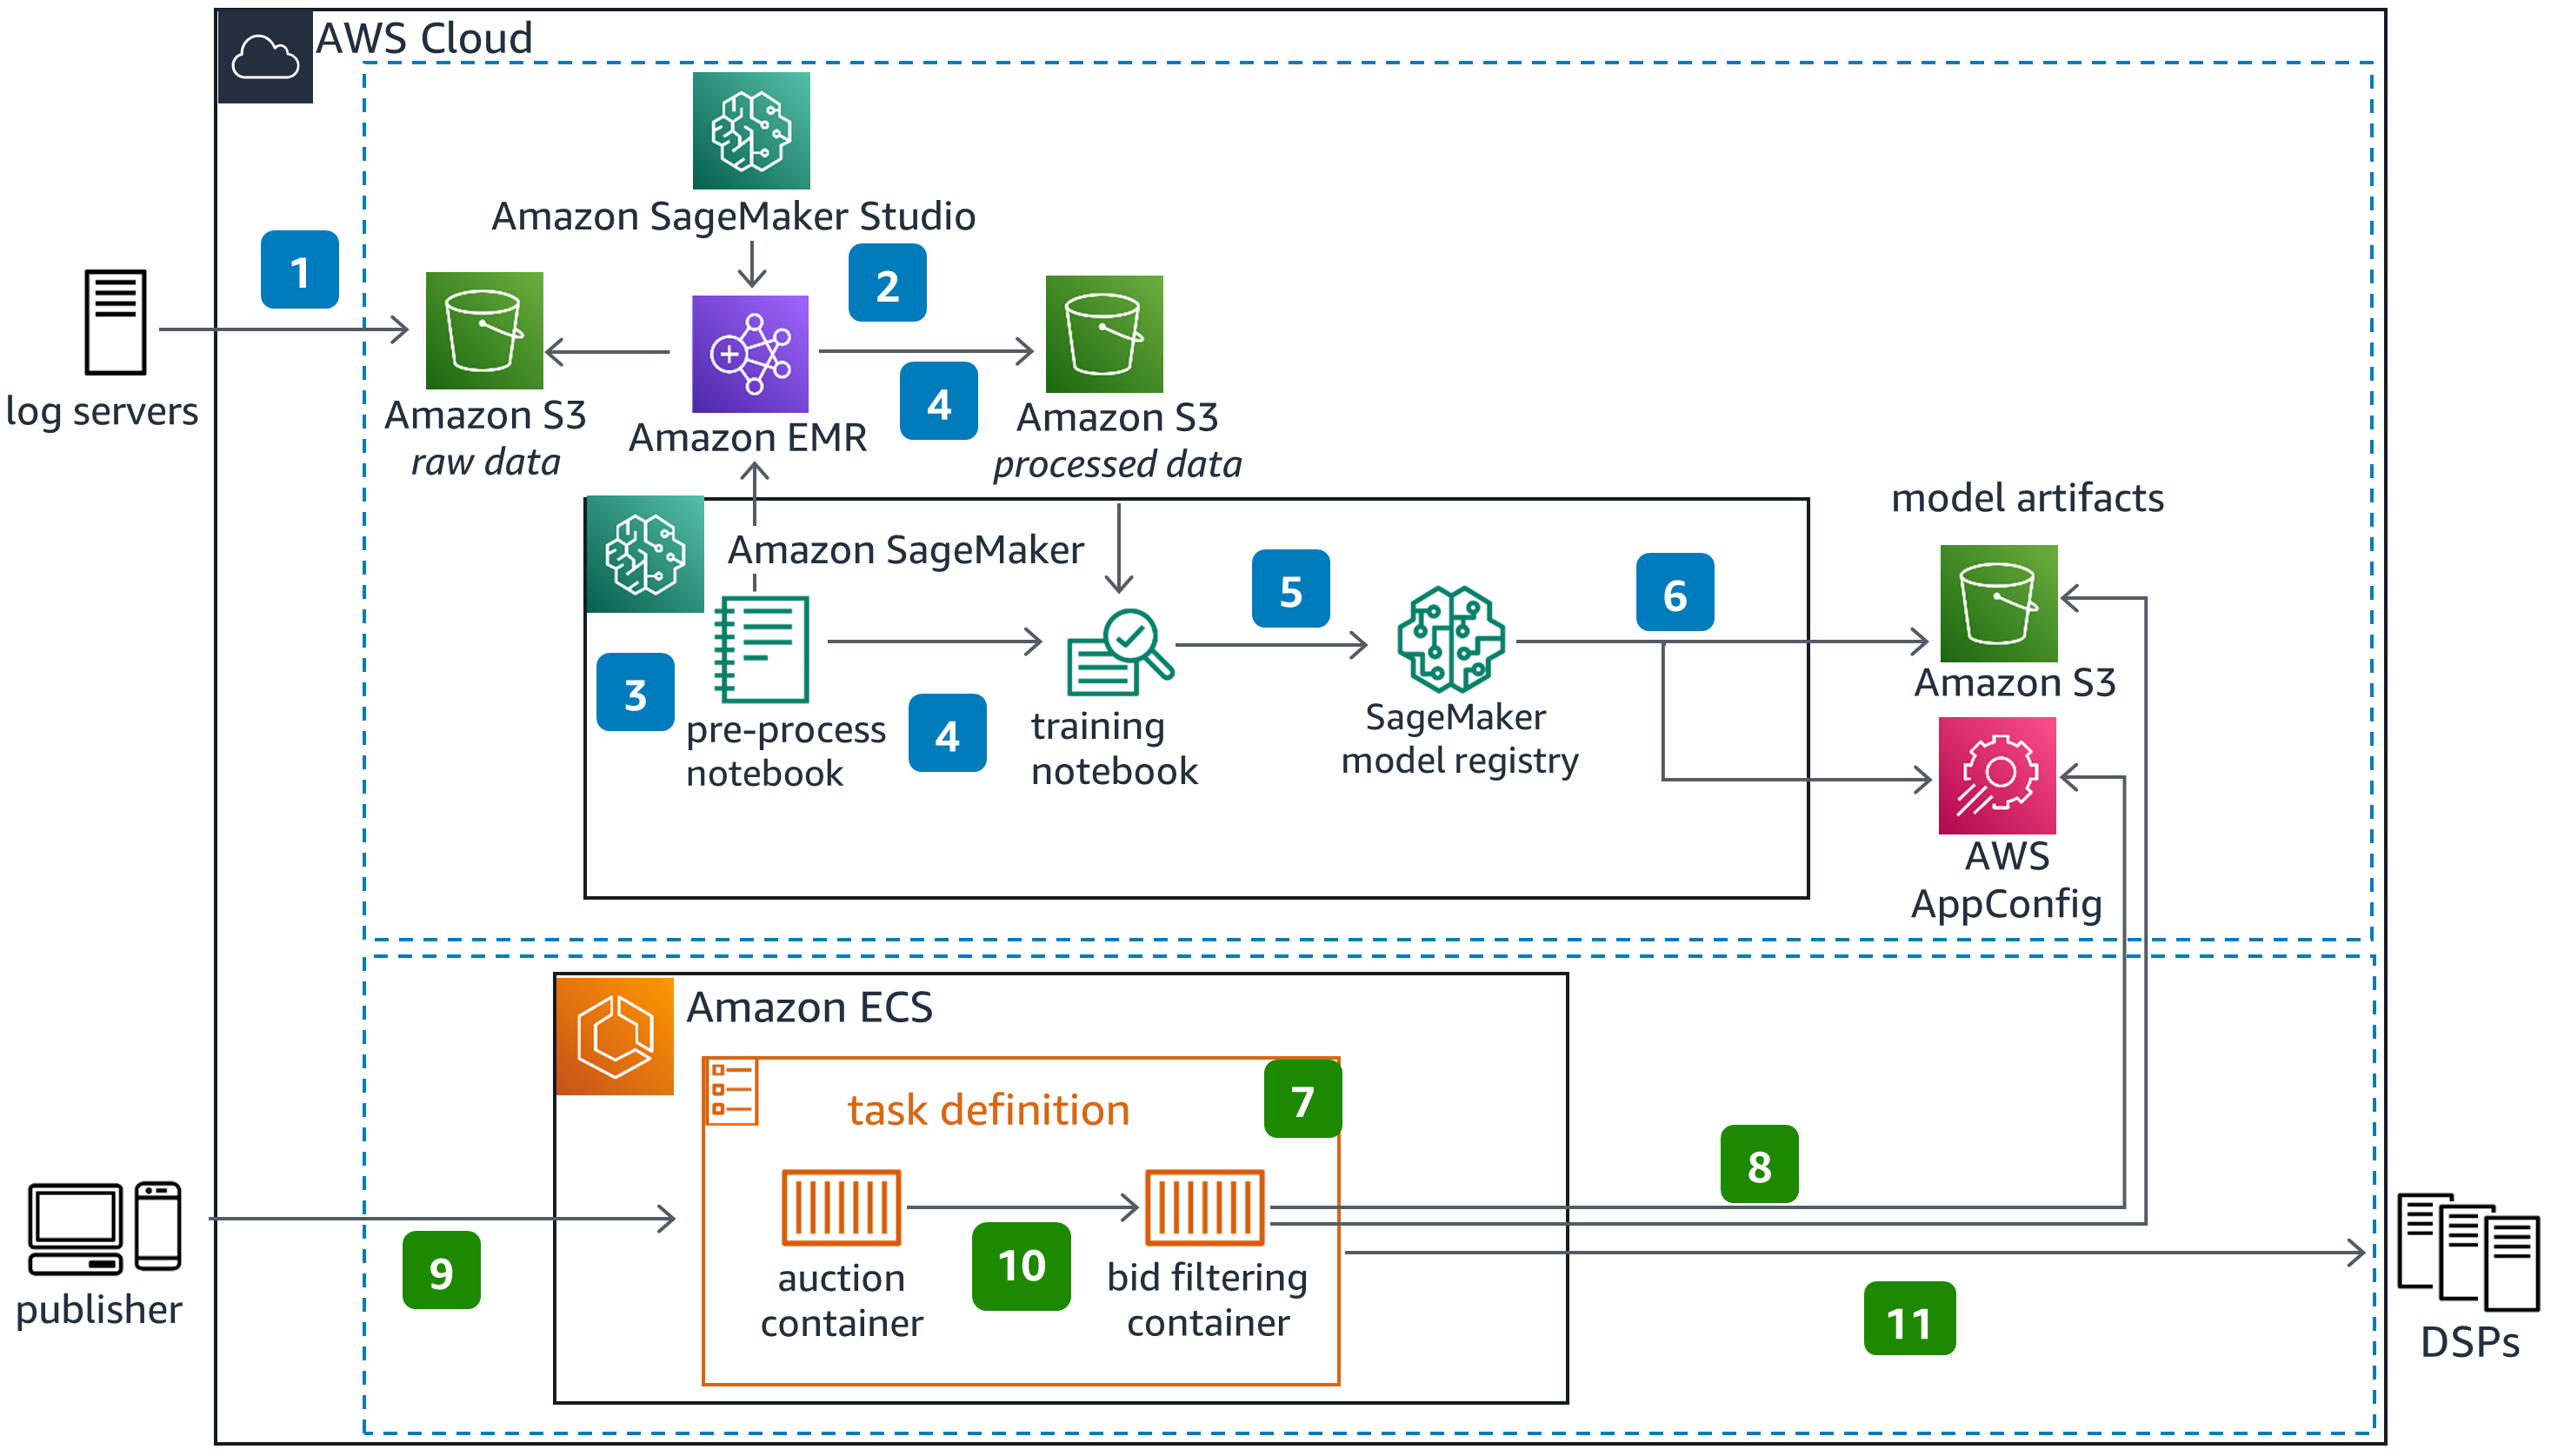 AWS Cloud
Amazon SageMaker Studio
1
2
log servers
Amazon S3
raw data
Amazon EMR
4
Amazon S3
processed data
Amazon SageMaker
3
pre-process
notebook
4
training
notebook
5
SageMaker
model registry
6
model artifacts
Amazon S3
AWS
AppConfig
Amazon ECS
task definition
7
8
publisher
9
auction
container
10
bid filtering
container
11
DSPs